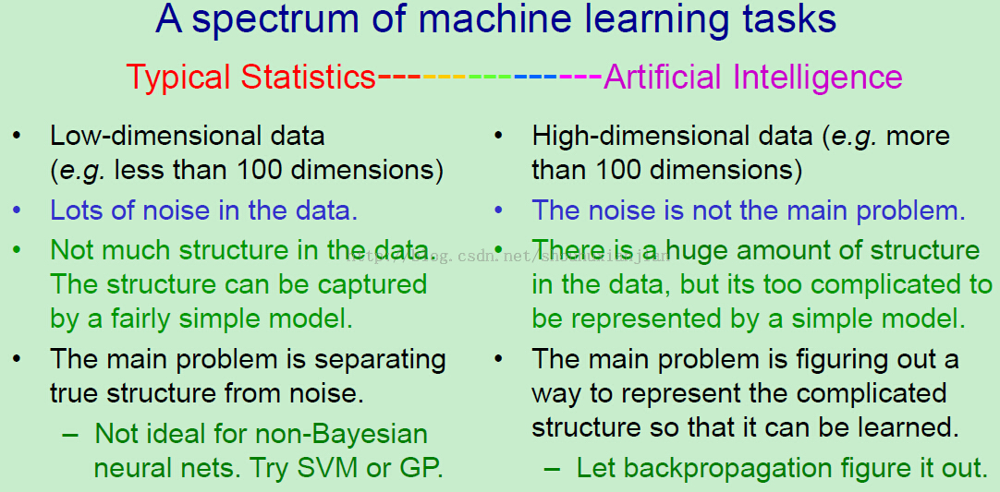 A spectrum of machine learning tasks
Typical Statistics---------------Artificial Intelligence
• Low-dimensional data
(e.g. less than 100 dimensions)
• Lots of noise in the data.
• Not much structure in the data.
The structure can be captured
by a fairly simple model.
• The main problem is separating
true structure from noise.
– Not ideal for non-Bayesian
neural nets. Try SVM or GP.
• High-dimensional data (e.g. more
than 100 dimensions)
• The noise is not the main problem.
• There is a huge amount of structure
in the data, but its too complicated to
be represented by a simple model.
• The main problem is figuring out a
way to represent the complicated
structure so that it can be learned.
– Let backpropagation figure it out.
http://blog.csdn.net/shouhuxianjian